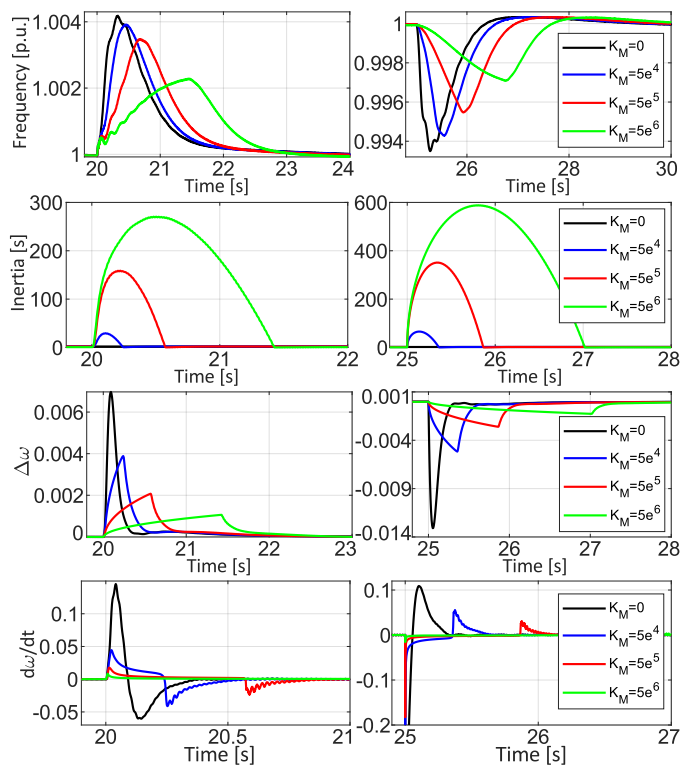 Frequency [p.u.]
1.004
1.002
1
20 21 22 23 24
Time [s]
1
0.998
0.996
0.994
26 28 30
Time [s]
K_M=0
K_M=5e^4
K_M=5e^5
K_M=5e^6
Inertia [s]
300
200
100
0
20 21 22
Time [s]
600
400
200
0
25 26 27 28
Time [s]
K_M=0
K_M=5e^4
K_M=5e^5
K_M=5e^6
Δω
0.006
0.004
0.002
0
20 21 22 23
Time [s]
0.001
-0.004
-0.009
-0.014
25 26 27 28
Time [s]
K_M=0
K_M=5e^4
K_M=5e^5
K_M=5e^6
dω/dt
0.1
0.05
0
-0.05
20 20.5 21
Time [s]
0.1
0
-0.1
-0.2
25 26 27
Time [s]
K_M=0
K_M=5e^4
K_M=5e^5
K_M=5e^6